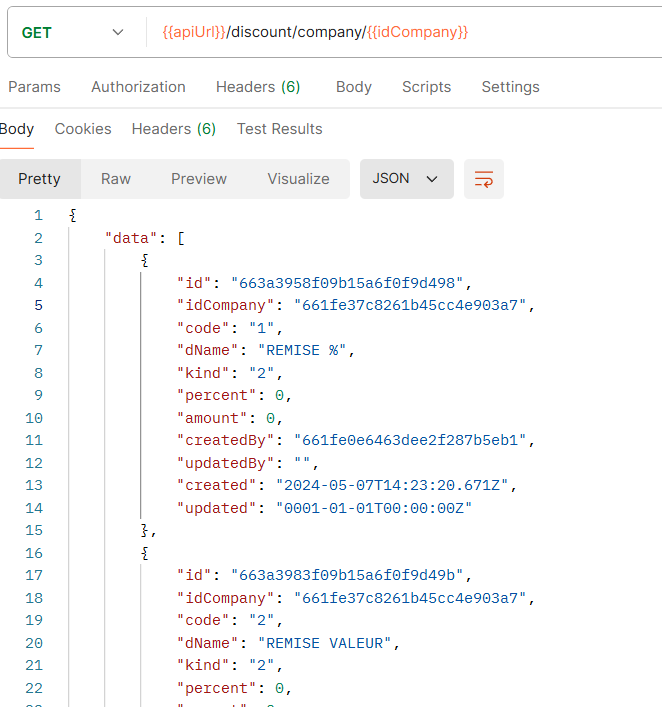 GET {{apiUrl}}/discount/company/{{idCompany}}
Params Authorization Headers (6) Body Scripts Settings
Body Cookies Headers (6) Test Results
Pretty Raw Preview Visualize JSON
1 {
2 "data": [
3 {
4 "id": "663a3958f09b15a6f0f9d498",
5 "idCompany": "661fe37c8261b45cc4e903a7",
6 "code": "1",
7 "dName": "REMISE %",
8 "kind": "2",
9 "percent": 0,
10 "amount": 0,
11 "createdBy": "661fe0e6463dee2f287b5eb1",
12 "updatedBy": "",
13 "created": "2024-05-07T14:23:20.671Z",
14 "updated": "0001-01-01T00:00:00Z"
15 },
16 {
17 "id": "663a3983f09b15a6f0f9d49b",
18 "idCompany": "661fe37c8261b45cc4e903a7",
19 "code": "2",
20 "dName": "REMISE VALEUR",
21 "kind": "2",
22 "percent": 0,